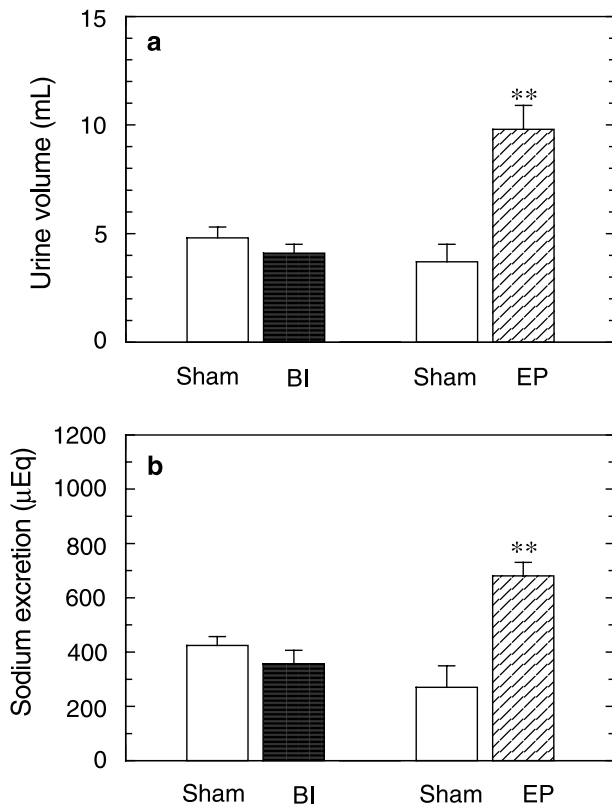 a
Urine volume (mL)
15
10
5
0
**
Sham BI Sham EP
b
Sodium excretion (μEq)
1200
1000
800
600
400
200
0
**
Sham BI Sham EP